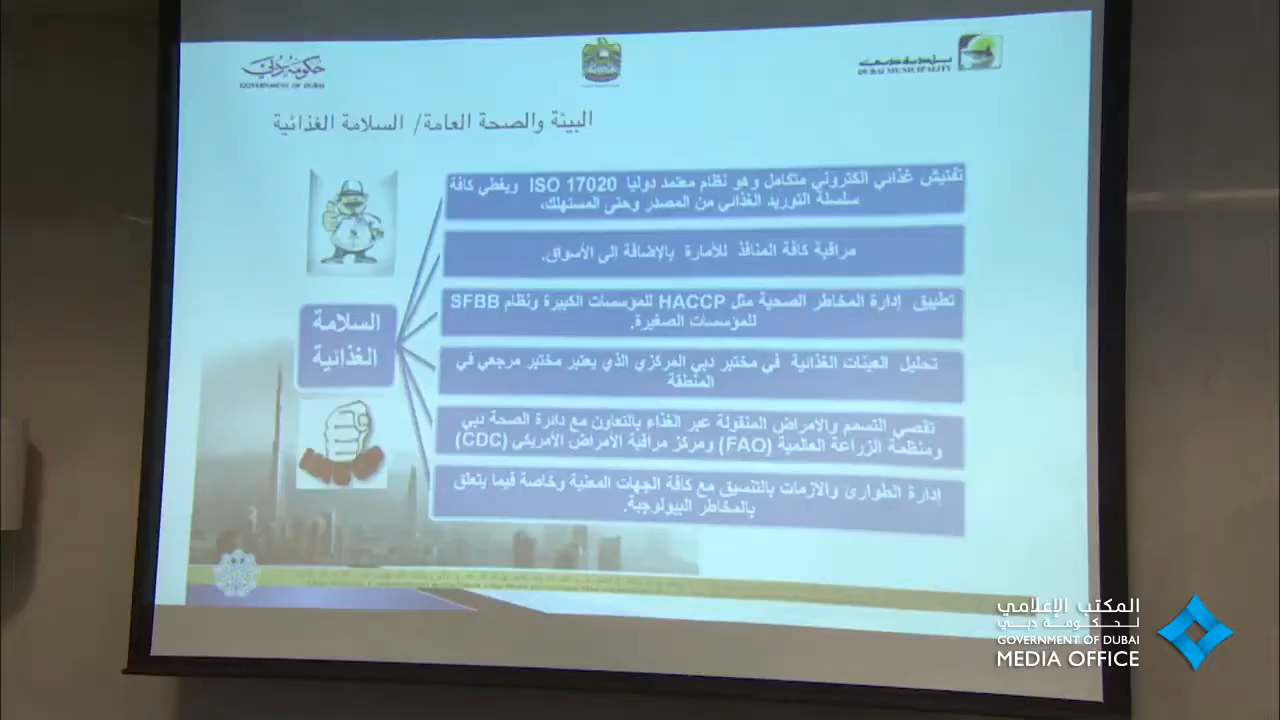 حكومة دبي
GOVERNMENT OF DUBAI
بلدية دبي
DUBAI MUNICIPALITY
البيئة والصحة العامة/ السلامة الغذائية
تفتيش غذائي الكتروني متكامل وهو نظام معتمد دوليا ISO 17020 ويغطي كافة
سلسلة التوريد الغذائي من المصدر وحتى المستهلك،
مراقبة كافة المنافذ للأمارة بالإضافة إلى الأسواق.
تطبيق إدارة المخاطر الصحية مثل HACCP للمؤسسات الكبيرة ونظام SFBB
للمؤسسات الصغيرة.
السلامة
الغذائية
تحليل العينات الغذائية في مختبر دبي المركزي الذي يعتبر مختبر مرجعي في
المنطقة
تقصي التسمم والأمراض المنقولة عبر الغذاء بالتعاون مع دائرة الصحة دبي
ومنظمة الزراعة العالمية (FAO) ومركز مراقبة الامراض الأمريكي (CDC)
إدارة الطوارئ والازمات بالتنسيق مع كافة الجهات المعنية وخاصة فيما يتعلق
بالمخاطر البيولوجية.
المكتب الإعلامي
لحكومة دبي
GOVERNMENT OF DUBAI
MEDIA OFFICE